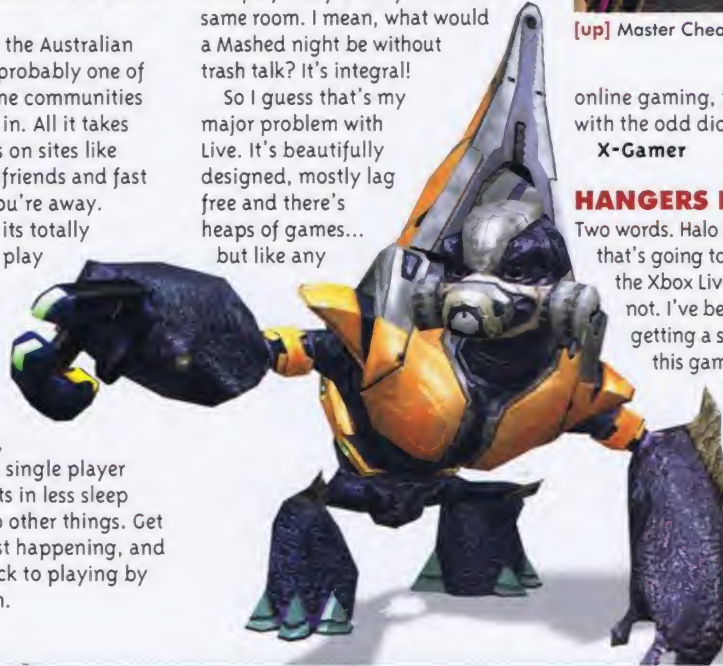 the Australian
probably one of
ne communities
in. All it takes
s on sites like
friends and fast
ou're away.
its totally
play
single player
ts in less sleep
o other things. Get
st happening, and
ck to playing by
n.
same room. I mean, what would
a Mashed night be without
trash talk? It's integral!
So I guess that's my
major problem with
Live. It's beautifully
designed, mostly lag
free and there's
heaps of games...
but like any
[up] Master Chea
online gaming,
with the odd dic
X-Gamer
HANGERS
Two words. Halo
that's going to
the Xbox Liv
not. I've be
getting a s
this gam